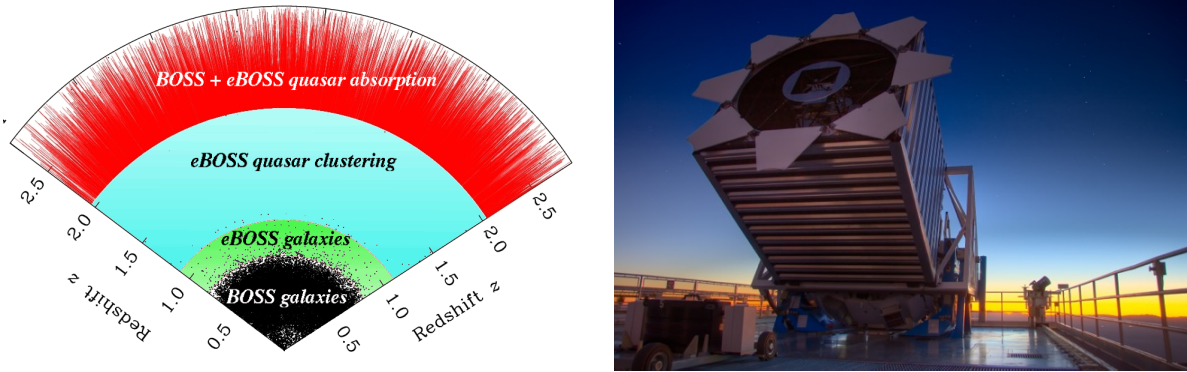 BOSS + eBOSS quasar absorption
eBOSS quasar clustering
eBOSS galaxies
BOSS galaxies
2.5
2.0
1.5
1.0
0.5
Redshift z
0.5
1.0
1.5
2.0
2.5
Redshift z